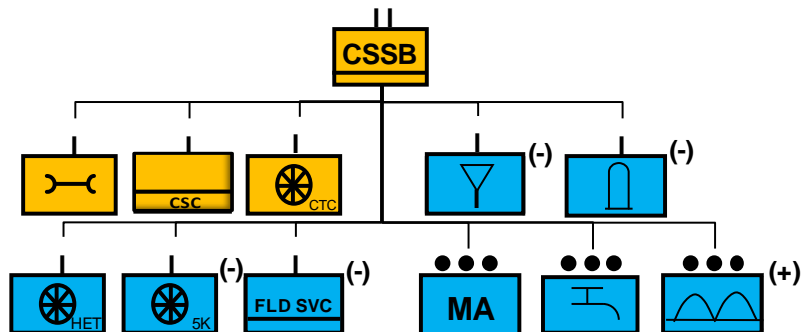 CSSB
(-)
(-)
CSC
CTC
(-)
(-)
(+)
HET
5K
FLD SVC
MA